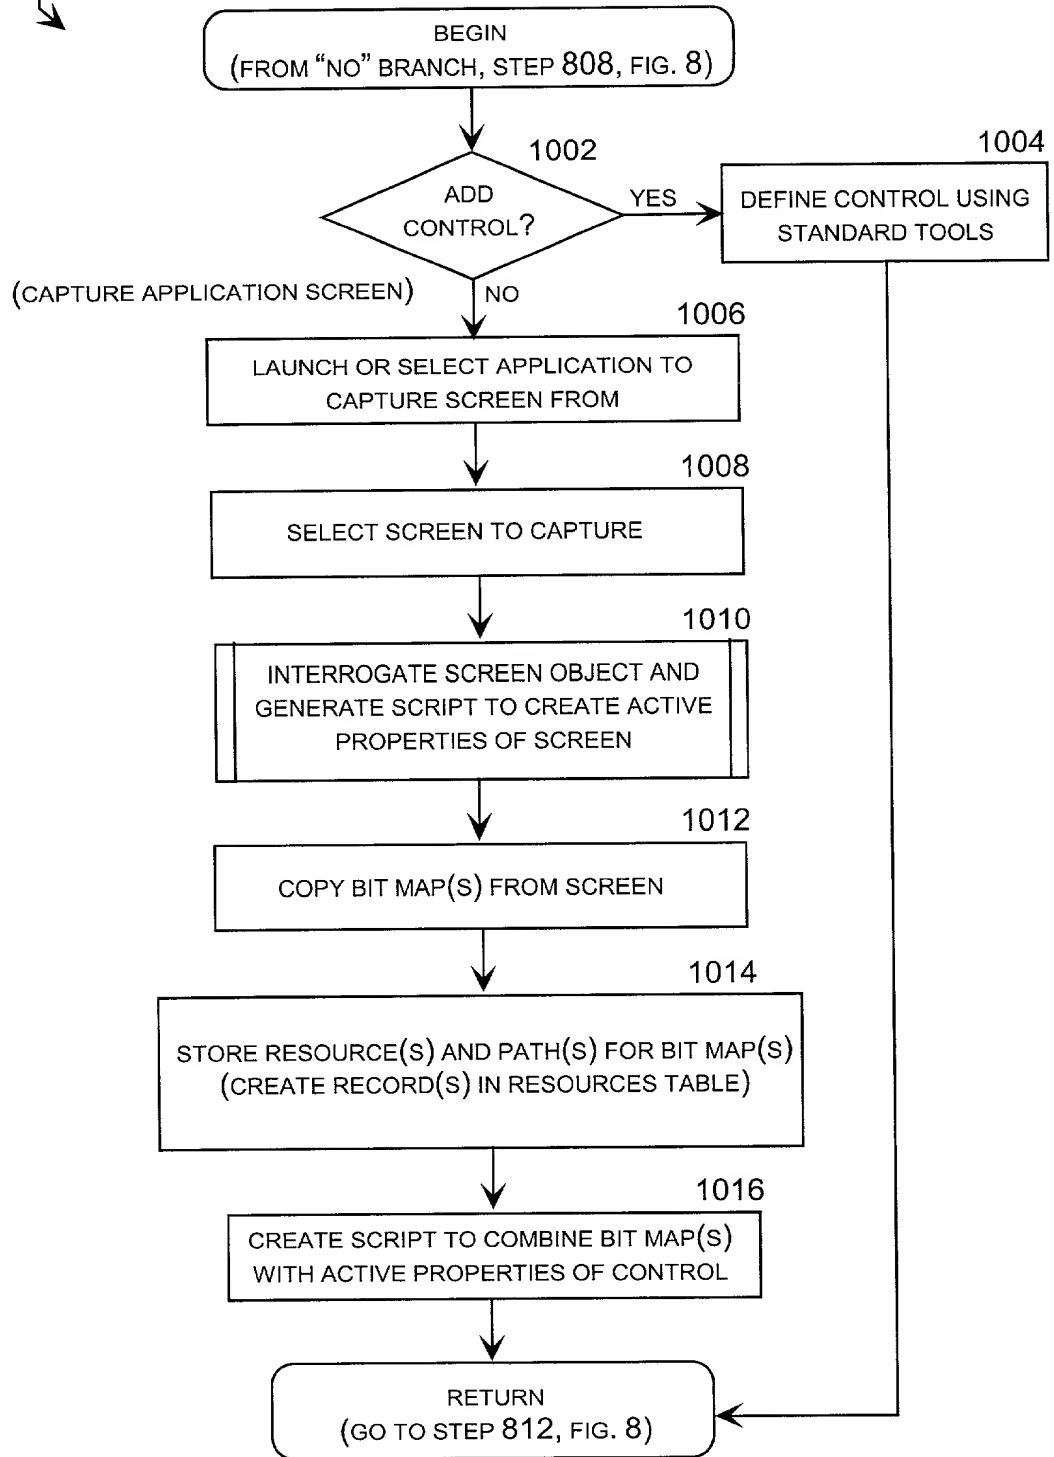 BEGIN
(FROM “NO” BRANCH, STEP 808, FIG. 8)
1002
1004
ADD
CONTROL?
YES
DEFINE CONTROL USING
STANDARD TOOLS
(CAPTURE APPLICATION SCREEN)
NO
1006
LAUNCH OR SELECT APPLICATION TO
CAPTURE SCREEN FROM
1008
SELECT SCREEN TO CAPTURE
1010
INTERROGATE SCREEN OBJECT AND
GENERATE SCRIPT TO CREATE ACTIVE
PROPERTIES OF SCREEN
1012
COPY BIT MAP(S) FROM SCREEN
1014
STORE RESOURCE(S) AND PATH(S) FOR BIT MAP(S)
(CREATE RECORD(S) IN RESOURCES TABLE)
1016
CREATE SCRIPT TO COMBINE BIT MAP(S)
WITH ACTIVE PROPERTIES OF CONTROL
RETURN
(GO TO STEP 812, FIG. 8)